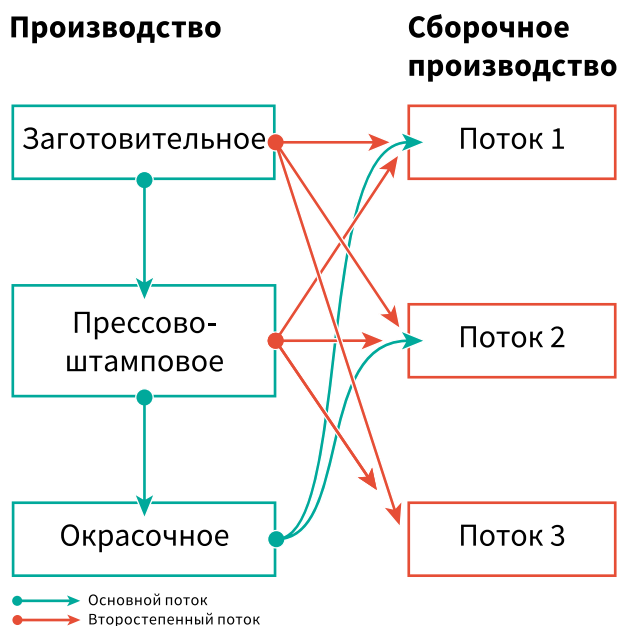 Производство
Сборочное
производство
Заготовительное
Поток 1
Прессово-
штамповое
Поток 2
Окрасочное
Поток 3
Основной поток
Второстепенный поток